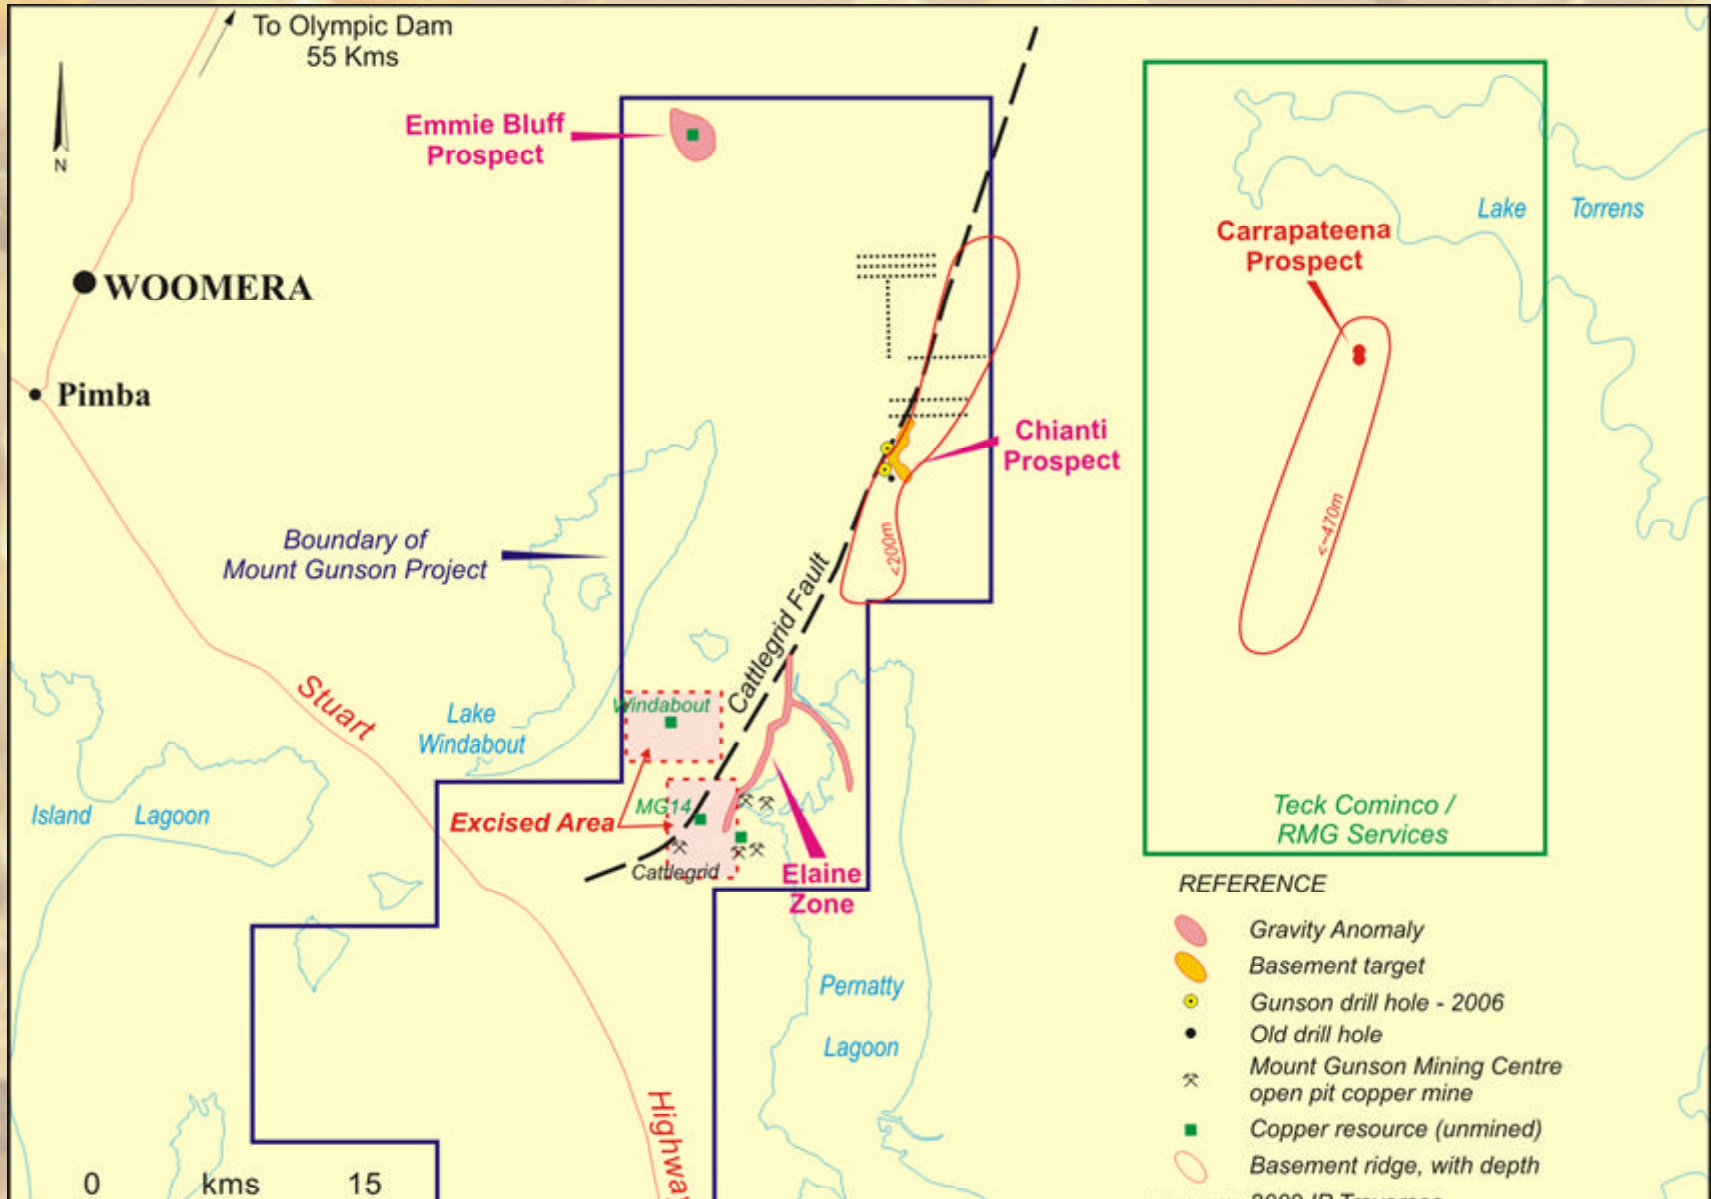 To Olympic Dam
55 Kms
N
Emmie Bluff
Prospect
WOOMERA
Pimba
Lake Torrens
Carrapateena
Prospect
Chianti
Prospect
<200m
<~470m
Boundary of
Mount Gunson Project
Cattlegrid Fault
Stuart
Highway
Lake
Windabout
Windabout
Island Lagoon
Excised Area
MG14
Cattlegrid
Elaine
Zone
Pernatty
Lagoon
Teck Cominco /
RMG Services
REFERENCE
Gravity Anomaly
Basement target
Gunson drill hole - 2006
Old drill hole
Mount Gunson Mining Centre
open pit copper mine
Copper resource (unmined)
Basement ridge, with depth
0 kms 15